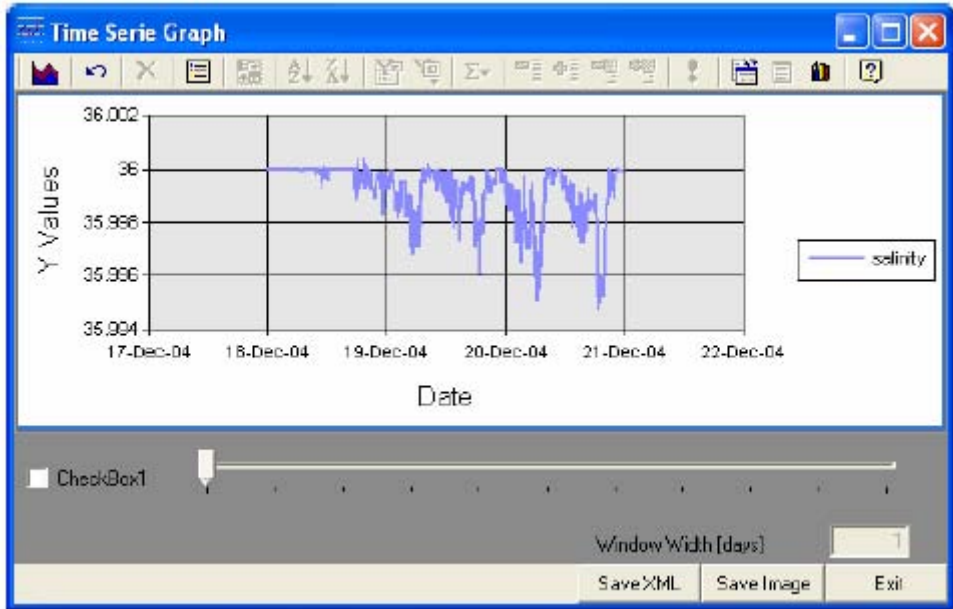 Time Serie Graph
36.002
36
35.998
35.996
35.994
Y Values
17-Dec-04 18-Dec-04 19-Dec-04 20-Dec-04 21-Dec-04 22-Dec-04
Date
salinity
CheckBox1
Window Width [days] 1
Save XML Save Image Exit